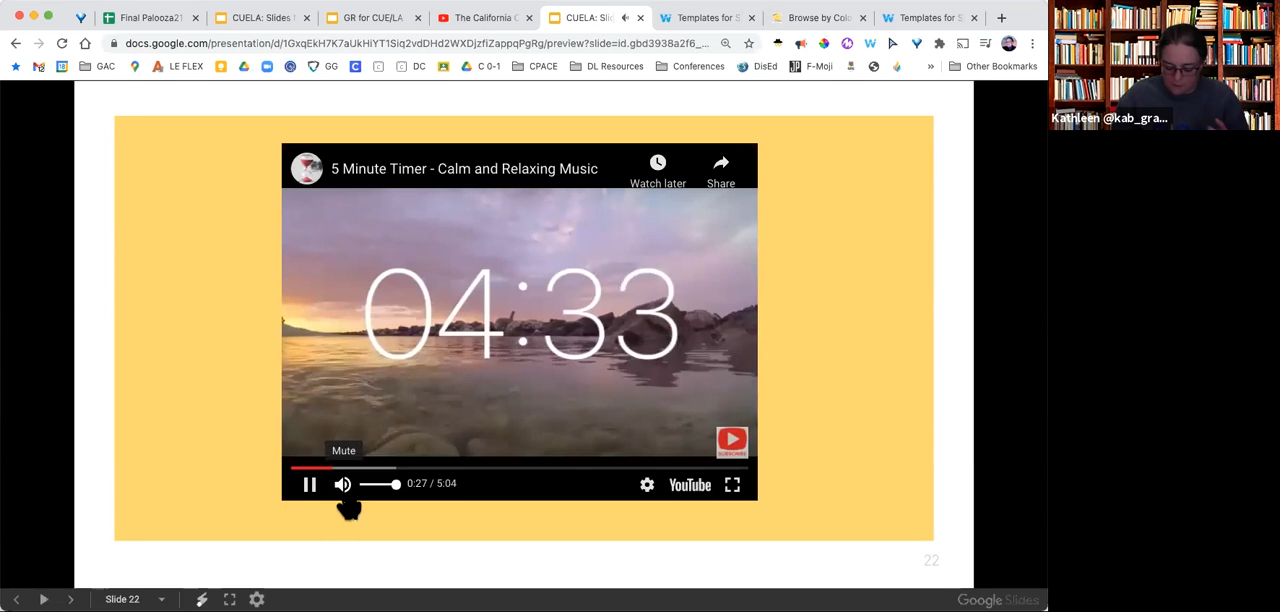 Final Palooza21
CUELA: Slides f
GR for CUE/LA
The California C
CUELA: Slid
Templates for S
Browse by Colo
Templates for S
docs.google.com/presentation/d/1GxqEkH7K7aUkHiYT1Siq2vdDHd2WXDjzfiZappqPgRg/preview?slide=id.gbd3938a2f6_...
GAC
LE FLEX
GG
DC
C 0-1
CPACE
DL Resources
Conferences
DisEd
F-Moji
»
Other Bookmarks
Kathleen @kab_gra...
5 Minute Timer - Calm and Relaxing Music
Watch later
Share
04:33
SUBSCRIBE
Mute
0:27 / 5:04
YouTube
22
Slide 22
Google Slides